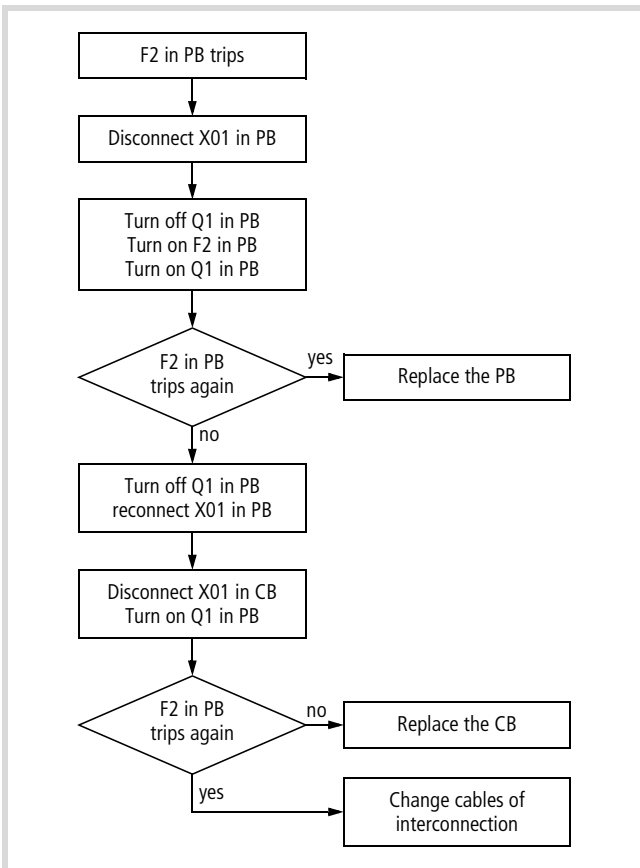 F2 in PB trips
Disconnect X01 in PB
Turn off Q1 in PB
Turn on F2 in PB
Turn on Q1 in PB
F2 in PB
trips again
yes
Replace the PB
no
Turn off Q1 in PB
reconnect X01 in PB
Disconnect X01 in CB
Turn on Q1 in PB
F2 in PB
trips again
no
Replace the CB
yes
Change cables of
interconnection